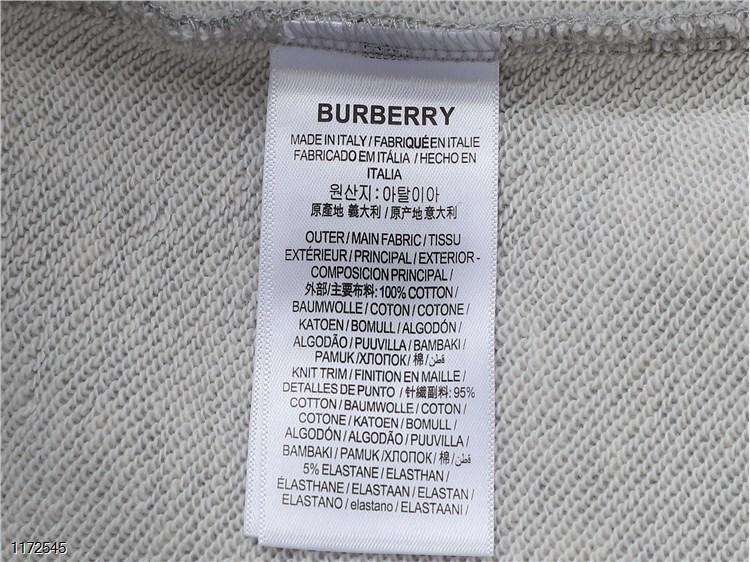 BURBERRY
MADE IN ITALY / FABRIQUÉ EN ITALIE
FABRICADO EM ITÁLIA / HECHO EN
ITALIA
원산지 : 아탈이아
原產地 義大利 / 原产地 意大利
OUTER / MAIN FABRIC / TISSU
EXTÉRIEUR / PRINCIPAL / EXTERIOR -
COMPOSICION PRINCIPAL /
外部/主要布料: 100% COTTON /
BAUMWOLLE / COTON / COTONE /
KATOEN / BOMULL / ALGODÓN /
ALGODÃO / PUUVILLA / BAMBAKI /
PAMUK /ХЛОПОК/ 棉 /قطن
KNIT TRIM / FINITION EN MAILLE /
DETALLES DE PUNTO / 針織副料: 95%
COTTON / BAUMWOLLE / COTON /
COTONE / KATOEN / BOMULL /
ALGODÓN / ALGODÃO / PUUVILLA /
BAMBAKI / PAMUK /ХЛОПОК/ 棉/قطن
5% ELASTANE / ELASTHAN /
ÉLASTHANE / ELASTAAN / ELASTAN /
ELASTANO / elastano / ELASTAANI /
1172545